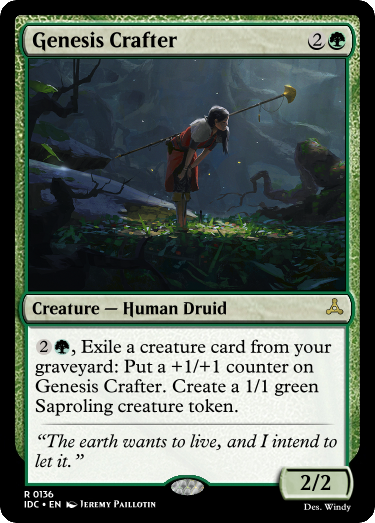 Genesis Crafter 2
Creature — Human Druid
2, Exile a creature card from your
graveyard: Put a +1/+1 counter on
Genesis Crafter. Create a 1/1 green
Saproling creature token.
“The earth wants to live, and I intend to
let it.”
2/2
R 0136
IDC • EN Jeremy Paillotin
Des. Windy